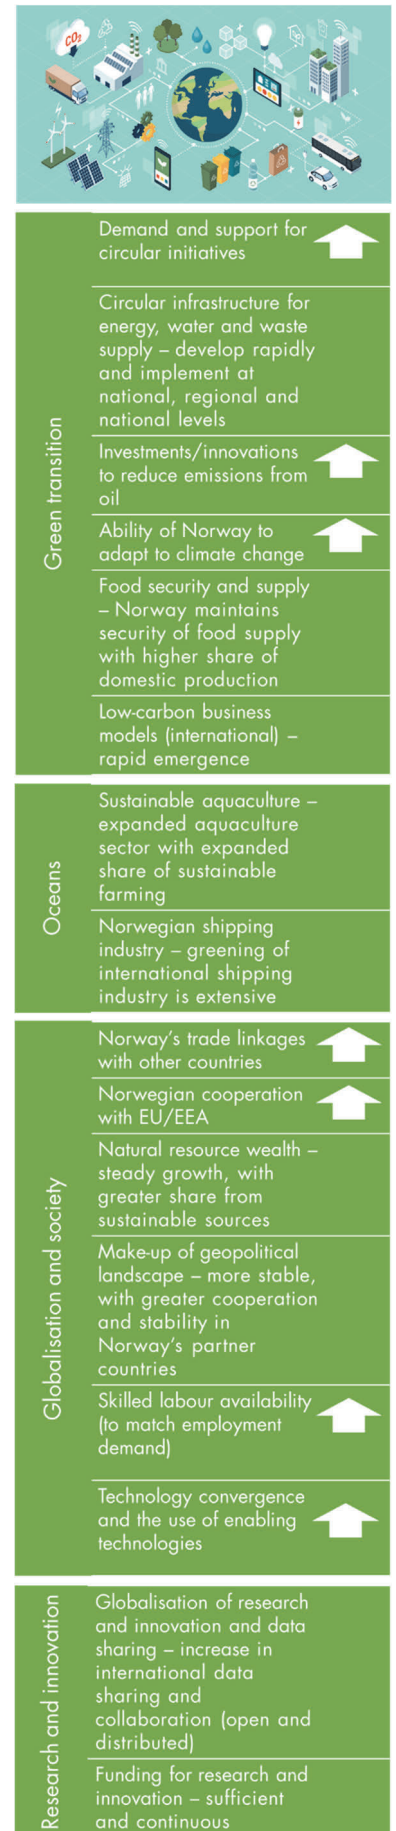 CO2
Green transition
Demand and support for
circular initiatives
Circular infrastructure for
energy, water and waste
supply – develop rapidly
and implement at
national, regional and
national levels
Investments/innovations
to reduce emissions from
oil
Ability of Norway to
adapt to climate change
Food security and supply
– Norway maintains
security of food supply
with higher share of
domestic production
Low-carbon business
models (international) –
rapid emergence
Oceans
Sustainable aquaculture –
expanded aquaculture
sector with expanded
share of sustainable
farming
Norwegian shipping
industry – greening of
international shipping
industry is extensive
Globalisation and society
Norway's trade linkages
with other countries
Norwegian cooperation
with EU/EEA
Natural resource wealth –
steady growth, with
greater share from
sustainable sources
Make-up of geopolitical
landscape – more stable,
with greater cooperation
and stability in
Norway's partner
countries
Skilled labour availability
(to match employment
demand)
Technology convergence
and the use of enabling
technologies
Research and innovation
Globalisation of research
and innovation and data
sharing – increase in
international data
sharing and
collaboration (open and
distributed)
Funding for research and
innovation – sufficient
and continuous